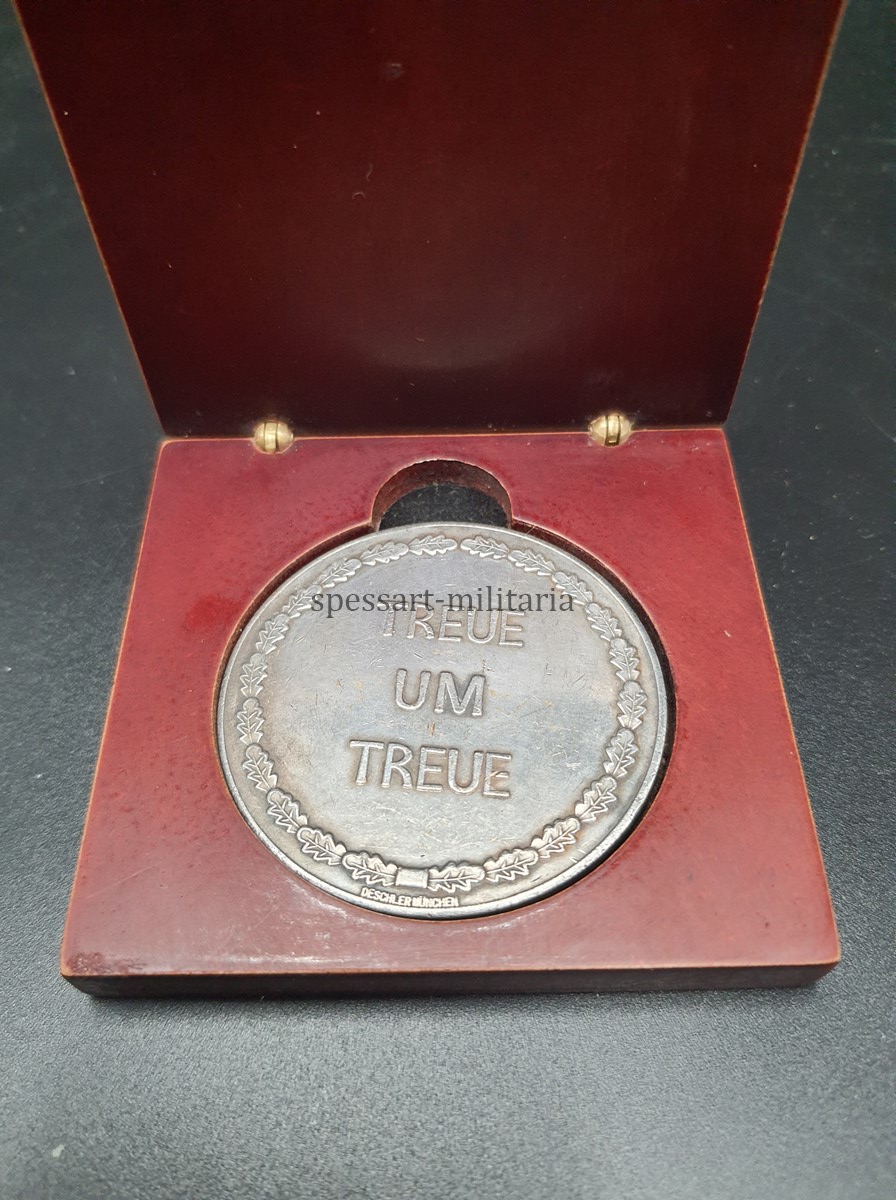 spessart-militaria
TREUE
UM
TREUE
DESCHLER MÜNCHEN